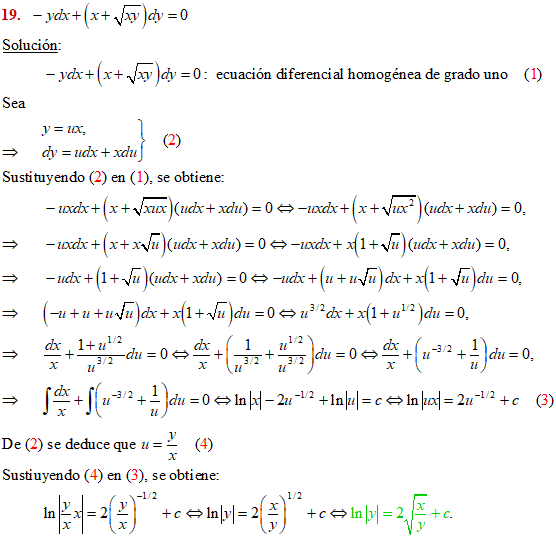 19. −ydx+(x+√(xy))dy=0
Solución:
−ydx+(x+√(xy))dy=0: ecuación diferencial homogénea de grado uno (1)
Sea
y=ux,
⇒ dy=udx+xdu} (2)
Sustituyendo (2) en (1), se obtiene:
−uxdx+(x+√(xux))(udx+xdu)=0⇔−uxdx+(x+√(ux²))(udx+xdu)=0,
⇒ −uxdx+(x+x√u)(udx+xdu)=0⇔−uxdx+x(1+√u)(udx+xdu)=0,
⇒ −udx+(1+√u)(udx+xdu)=0⇔−udx+(u+u√u)dx+x(1+√u)du=0,
⇒ (−u+u+u√u)dx+x(1+√u)du=0⇔u^(3/2)dx+x(1+u^(1/2))du=0,
⇒ dx/x+(1+u^(1/2))/u^(3/2)du=0⇔dx/x+(1/u^(3/2)+u^(1/2)/u^(3/2))du=0⇔dx/x+(u^(−3/2)+1/u)du=0,
⇒ ∫dx/x+∫(u^(−3/2)+1/u)du=0⇔ln|x|−2u^(−1/2)+ln|u|=c⇔ln|ux|=2u^(−1/2)+c (3)
De (2) se deduce que u=y/x (4)
Sustiuyendo (4) en (3), se obtiene:
ln|y/x x|=2(y/x)^(−1/2)+c⇔ln|y|=2(x/y)^(1/2)+c⇔ln|y|=2√(x/y)+c.